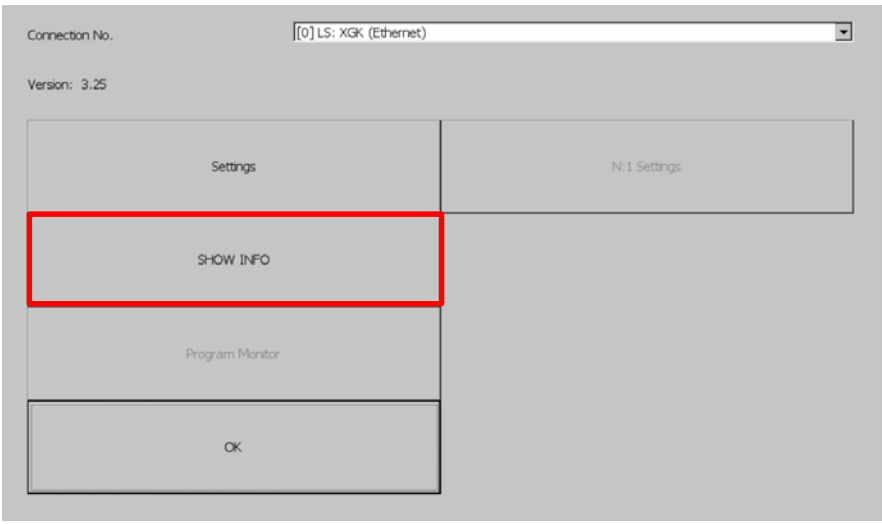 Connection No. [0] LS: XGK (Ethernet)
Version: 3.25
Settings N:1 Settings
SHOW INFO
Program Monitor
OK